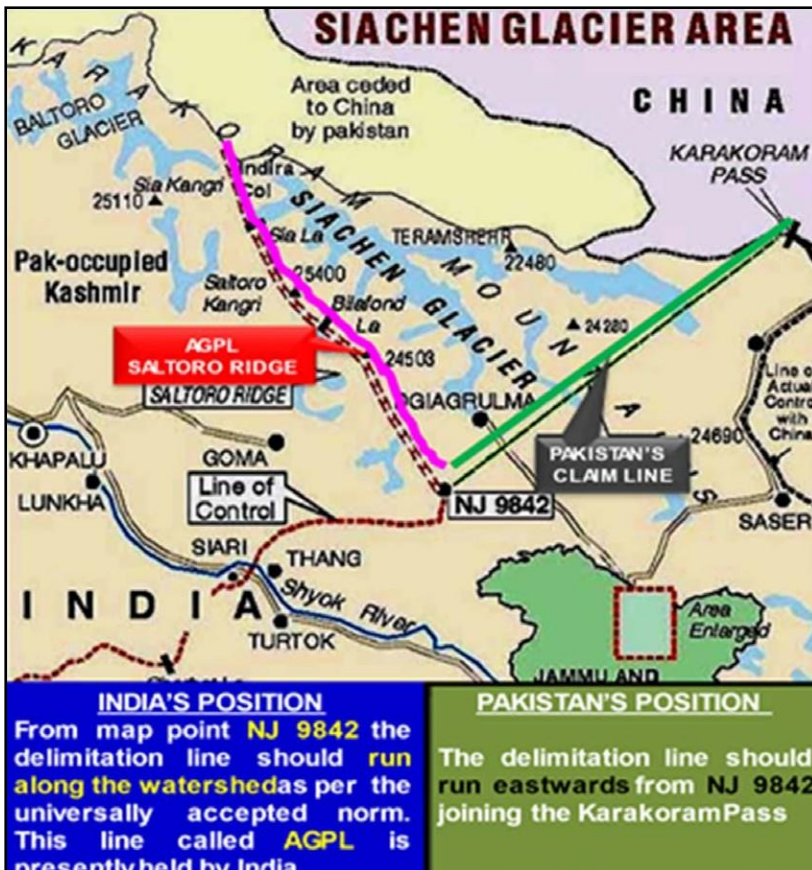 SIACHEN GLACIER AREA
KARAKORAM MOUNTAINS
BALTORO
GLACIER
Area ceded
to China
by pakistan
CHINA
KARAKORAM
PASS
Indira
Col
Sia Kangri
25110
Sia La
SIACHEN GLACIER
TERAMSHEHR
22480
Pak-occupied
Kashmir
25400
Saltoro
Kangri
Bilafond
La
24280
AGPL
SALTORO RIDGE
24503
SALTORO RIDGE
Line of
Actual
Control
with
China
DGIAGRULMA
24690
KHAPALU
GOMA
PAKISTAN'S
CLAIM LINE
LUNKHA
Line of
Control
NJ 9842
SASER
SIARI
THANG
INDIA
Shyok River
TURTOK
Area
Enlarged
JAMMU AND
INDIA'S POSITION
From map point NJ 9842 the
delimitation line should run
along the watershedas per the
universally accepted norm.
This line called AGPL is
presentlyheld by India
PAKISTAN'S POSITION
The delimitation line should
run eastwards from NJ 9842
joining the KarakoramPass